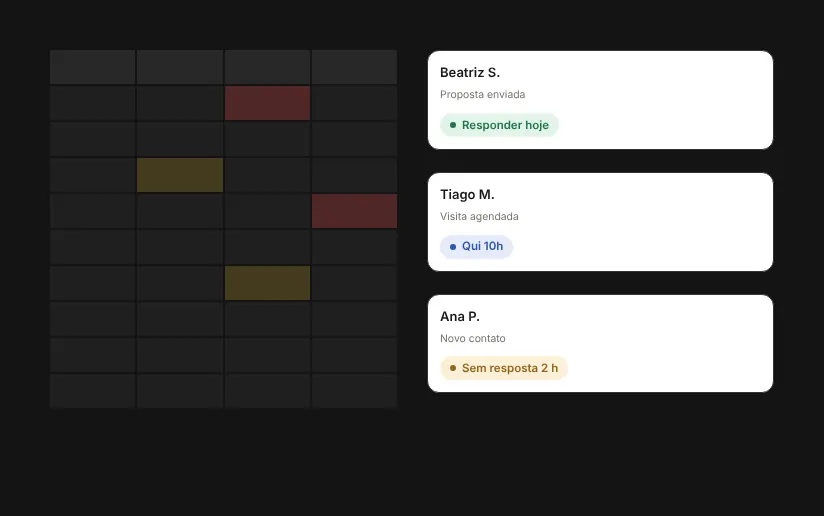 Beatriz S.
Proposta enviada
Responder hoje
Tiago M.
Visita agendada
Qui 10h
Ana P.
Novo contato
Sem resposta 2 h